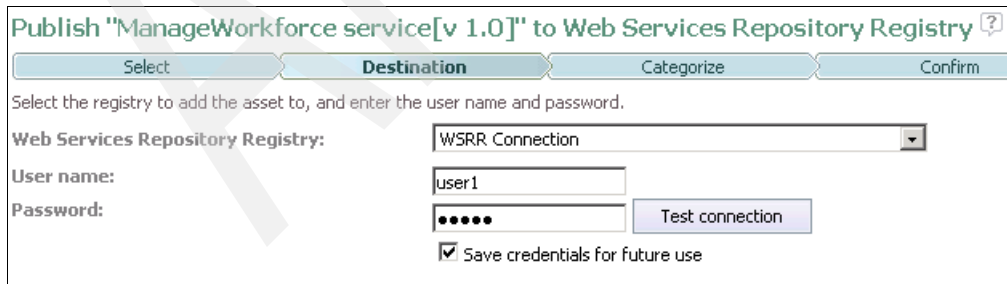 Publish "ManageWorkforce service[v 1.0]" to Web Services Repository Registry ?
Select Destination Categorize Confirm
Select the registry to add the asset to, and enter the user name and password.
Web Services Repository Registry: WSRR Connection
User name: user1
Password: ●●●●● Test connection
Save credentials for future use